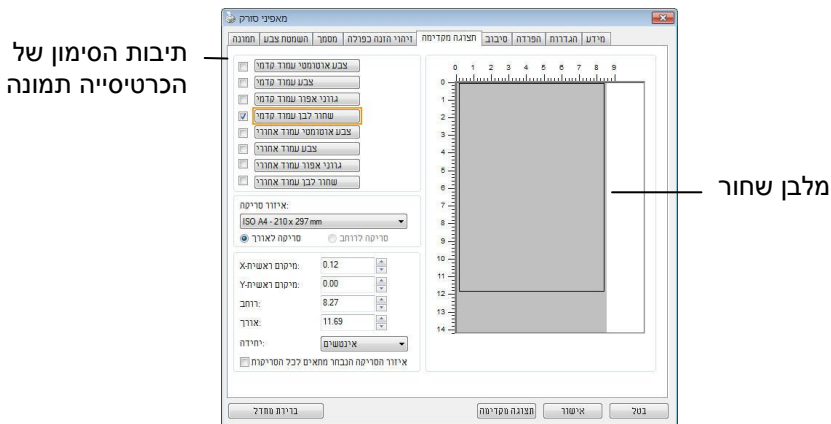 תיבות הסימון של
הכרטיסייה תמונה
מאפיני סורק
תמונה
השמטת צבע
מסמך
זיהוי הזנה כפולה
תצוגה מקדימה
סיבוב
הפרדה
הגדרות
מידע
צבע אוטומטי עמוד קדמי
צבע עמוד קדמי
גווני אפור עמוד קדמי
שחור לבן עמוד קדמי
צבע אוטומטי עמוד אחורי
צבע עמוד אחורי
גווני אפור עמוד אחורי
שחור לבן עמוד אחורי
איזור סריקה:
ISO A4 - 210 x 297 mm
סריקה לאורך
סריקה לרוחב
מיקום ראשית-X:
0.12
מיקום ראשית-Y:
0.00
רוחב:
8.27
אורך:
11.69
יחידה:
אינטשים
איזור הסריקה הנבחר מתאים לכל הסריקות
0 1 2 3 4 5 6 7 8 9
0
1
2
3
4
5
6
7
8
9
10
11
12
13
14
מלבן שחור
ברירת מחדל
תצוגה מקדימה
אישור
בטל